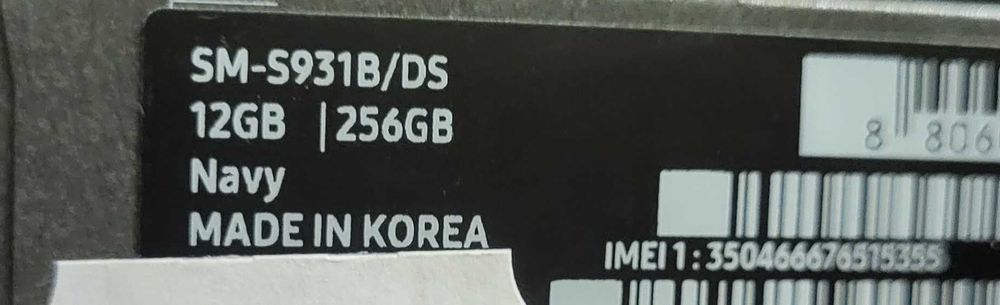 SM-S931B/DS
12GB | 256GB
Navy
MADE IN KOREA
8 806
IMEI 1 : 350466676515355